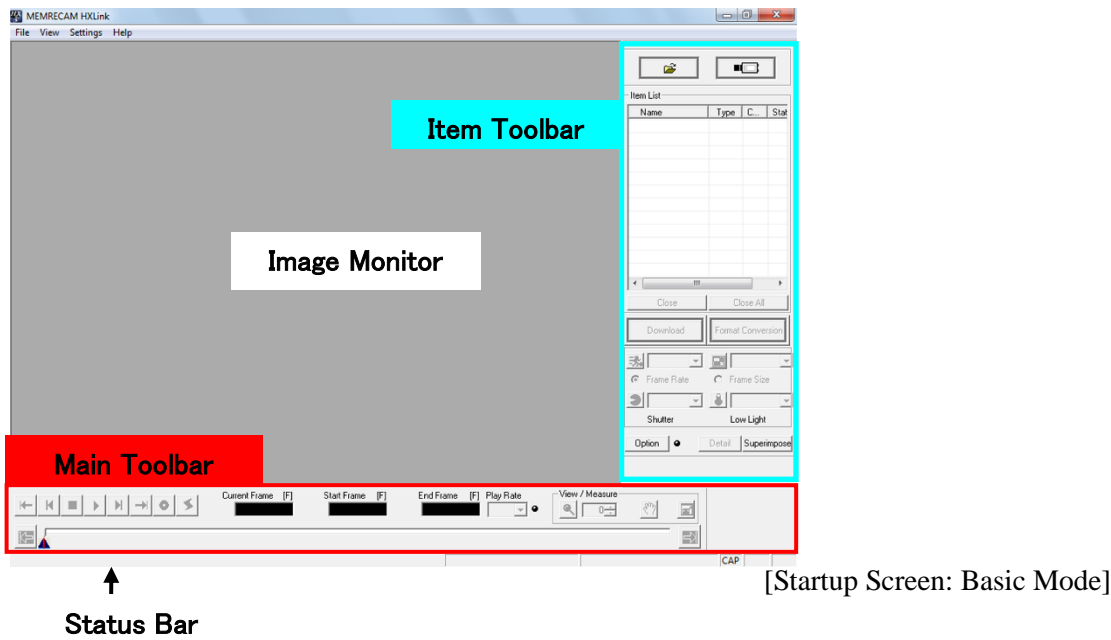 MEMRECAM HXLink
File View Settings Help
Item List
Name Type C... Stat
Item Toolbar
Image Monitor
Close Close All
Download Format Conversion
Frame Rate Frame Size
Shutter Low Light
Option Detail Superimpose
Main Toolbar
Current Frame [F] Start Frame [F] End Frame [F] Play Rate View / Measure
0
CAP
[Startup Screen: Basic Mode]
Status Bar